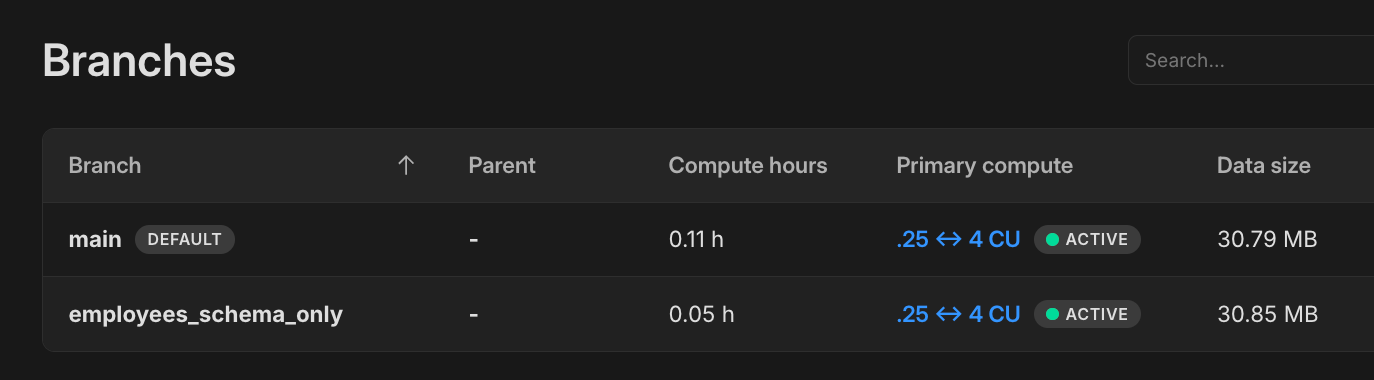 Branches
Search...
Branch ↑ Parent Compute hours Primary compute Data size
main DEFAULT - 0.11 h .25 ↔ 4 CU ACTIVE 30.79 MB
employees_schema_only - 0.05 h .25 ↔ 4 CU ACTIVE 30.85 MB